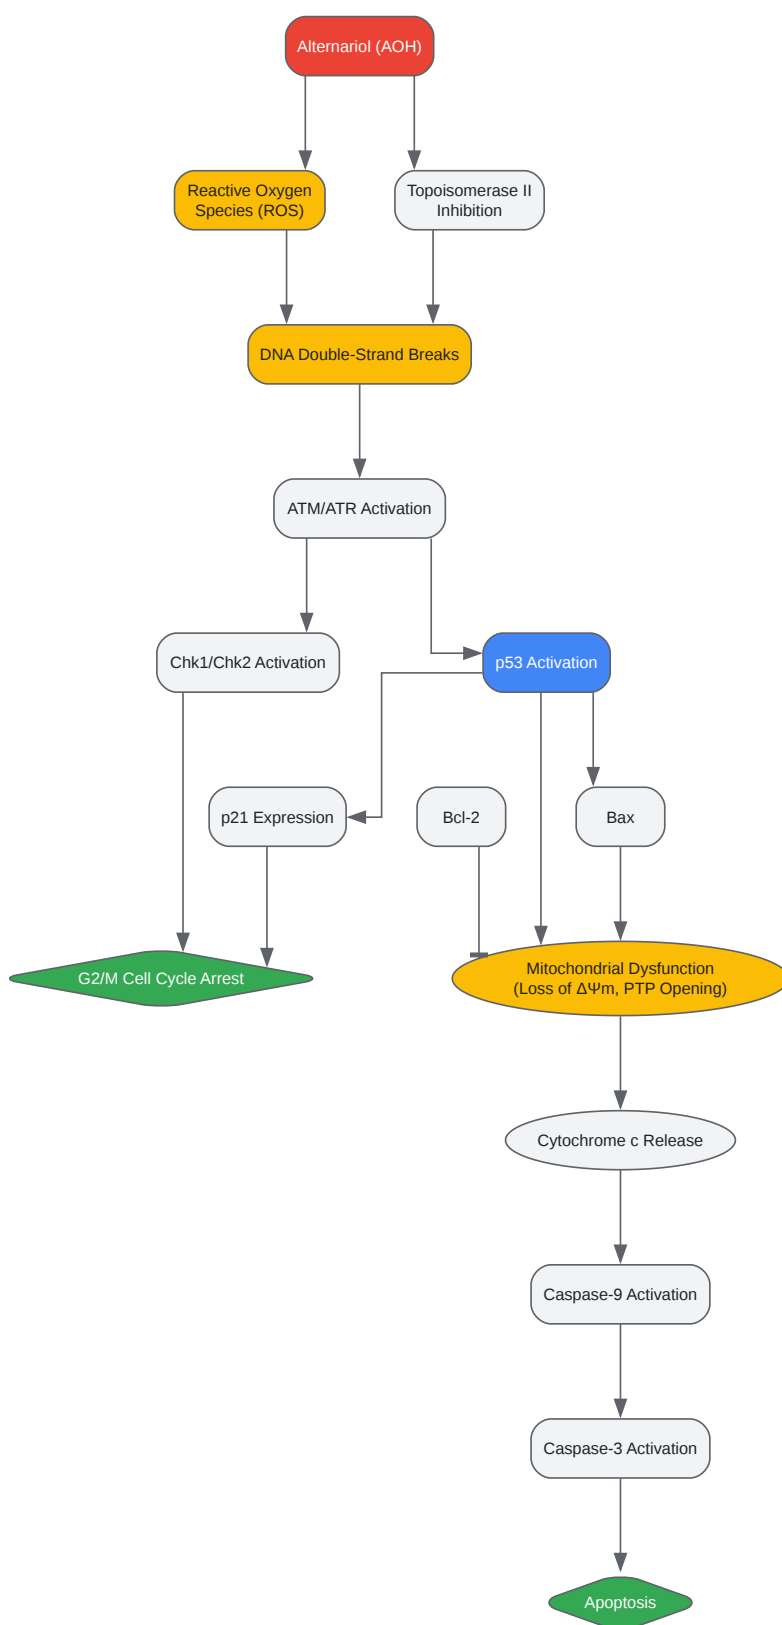 Alternariol (AOH)
Reactive Oxygen
Species (ROS)
Topoisomerase II
Inhibition
DNA Double-Strand Breaks
ATM/ATR Activation
Chk1/Chk2 Activation
p53 Activation
p21 Expression
Bcl-2
Bax
G2/M Cell Cycle Arrest
Mitochondrial Dysfunction
(Loss of ΔΨm, PTP Opening)
Cytochrome c Release
Caspase-9 Activation
Caspase-3 Activation
Apoptosis